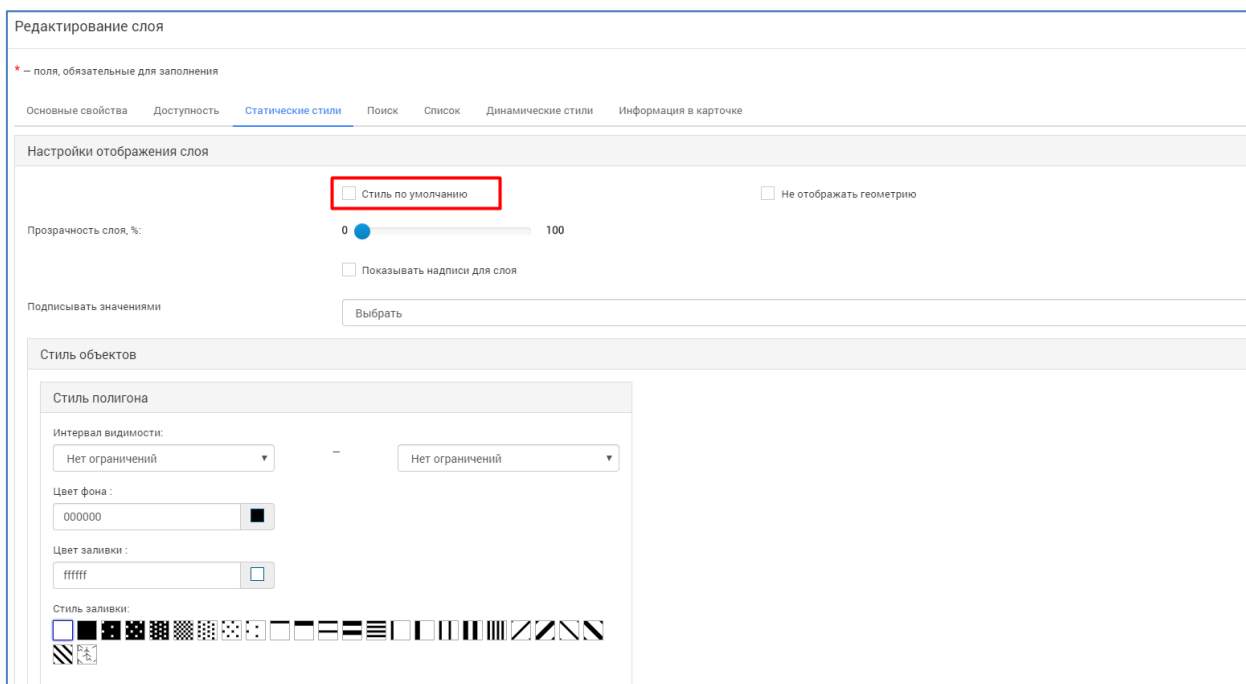 Редактирование слоя
* — поля, обязательные для заполнения
Основные свойства Доступность Статические стили Поиск Список Динамические стили Информация в карточке
Настройки отображения слоя
Стиль по умолчанию Не отображать геометрию
Прозрачность слоя, %: 0 100
Показывать надписи для слоя
Подписывать значениями Выбрать
Стиль объектов
Стиль полигона
Интервал видимости:
Нет ограничений – Нет ограничений
Цвет фона :
000000
Цвет заливки :
ffffff
Стиль заливки: